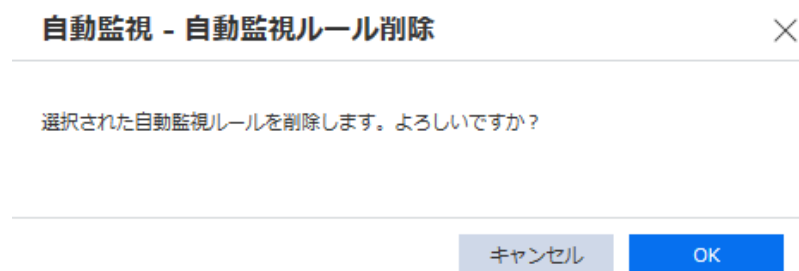 自動監視 - 自動監視ルール削除
選択された自動監視ルールを削除します。よろしいですか？
キャンセル
OK